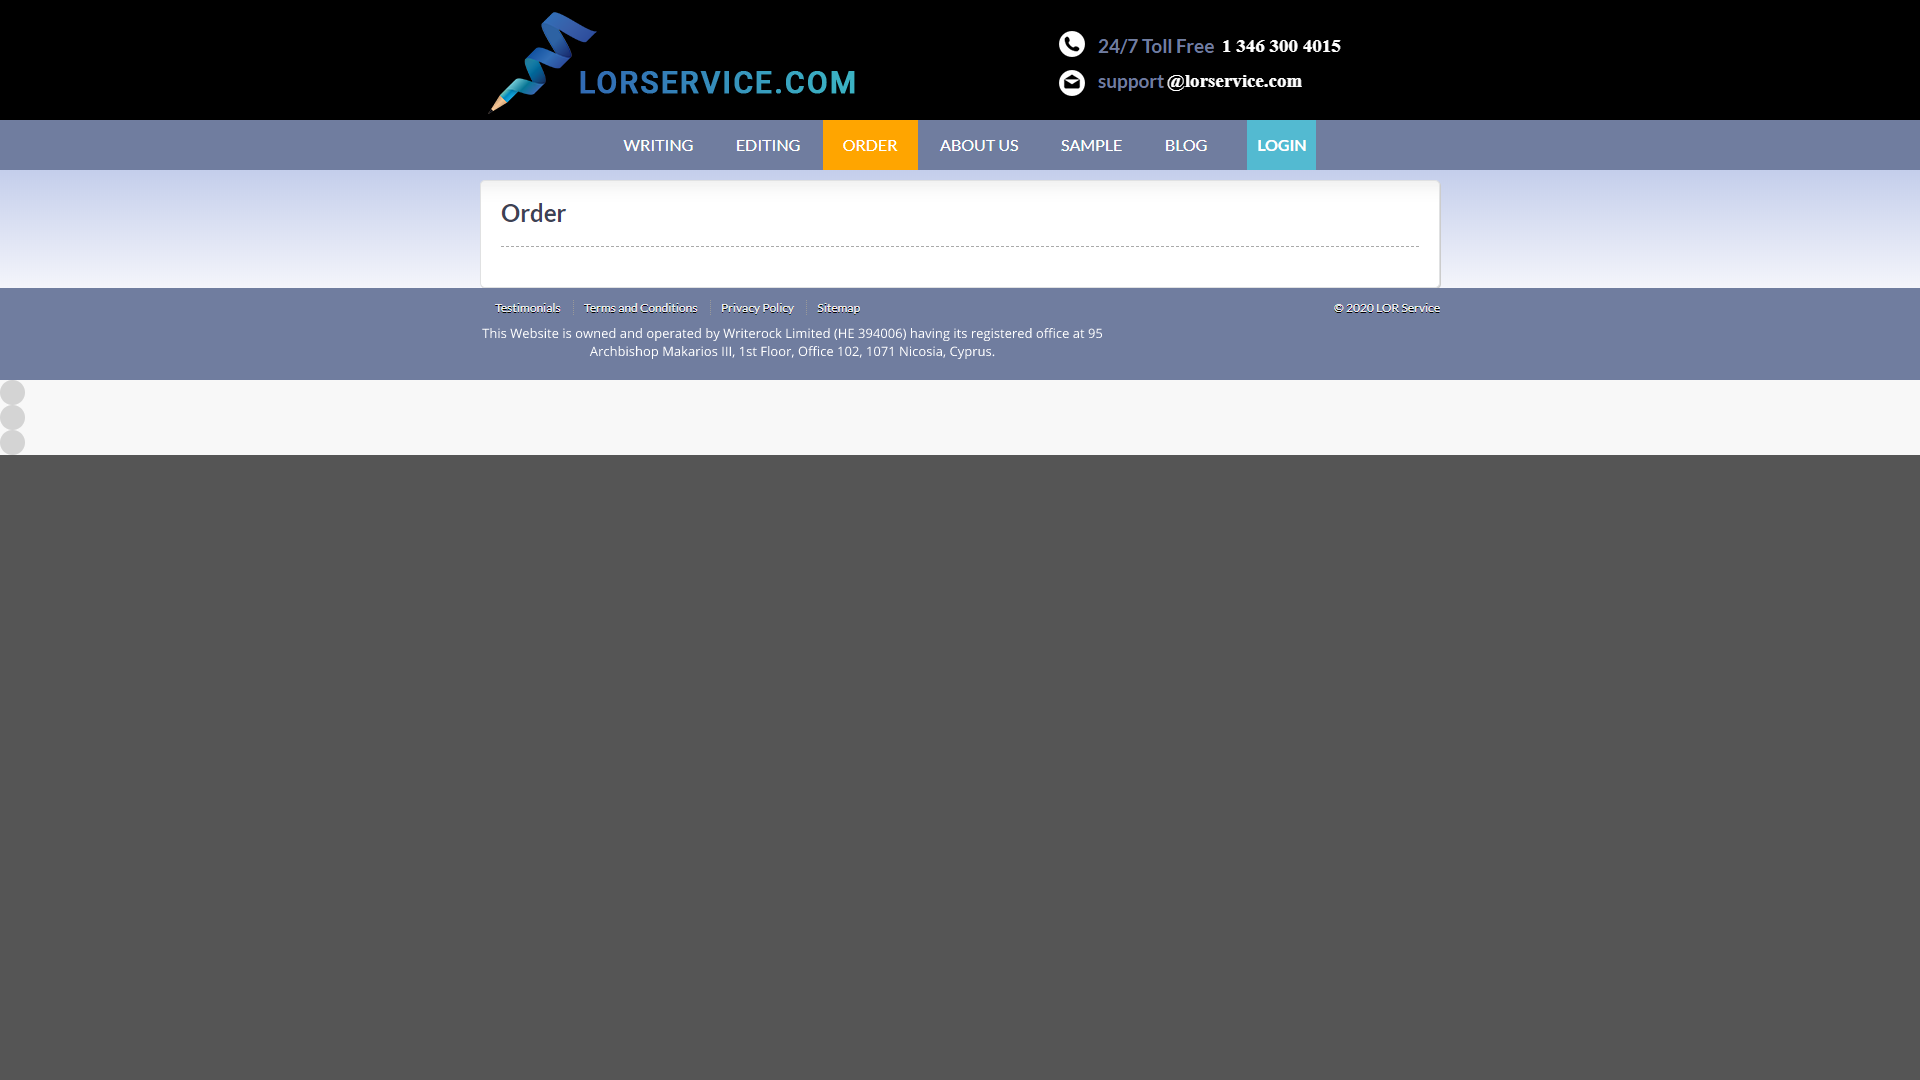 LORSERVICE.COM
24/7 Toll Free 1 346 300 4015
support @lorservice.com
WRITING EDITING ORDER ABOUT US SAMPLE BLOG LOGIN
Order
Testimonials Terms and Conditions Privacy Policy Sitemap © 2020 LOR Service
This Website is owned and operated by Writerock Limited (HE 394006) having its registered office at 95
Archbishop Makarios III, 1st Floor, Office 102, 1071 Nicosia, Cyprus.